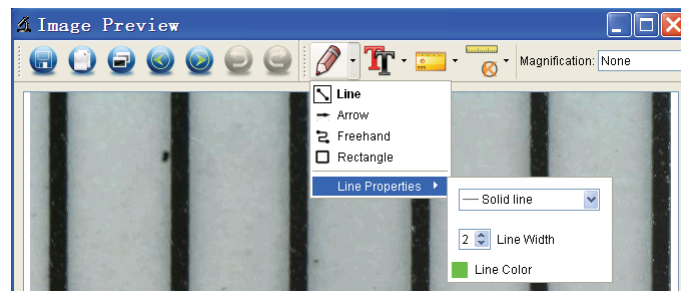 Image Preview
Magnification: None
Line
Arrow
Freehand
Rectangle
Line Properties
Solid line
2 Line Width
Line Color